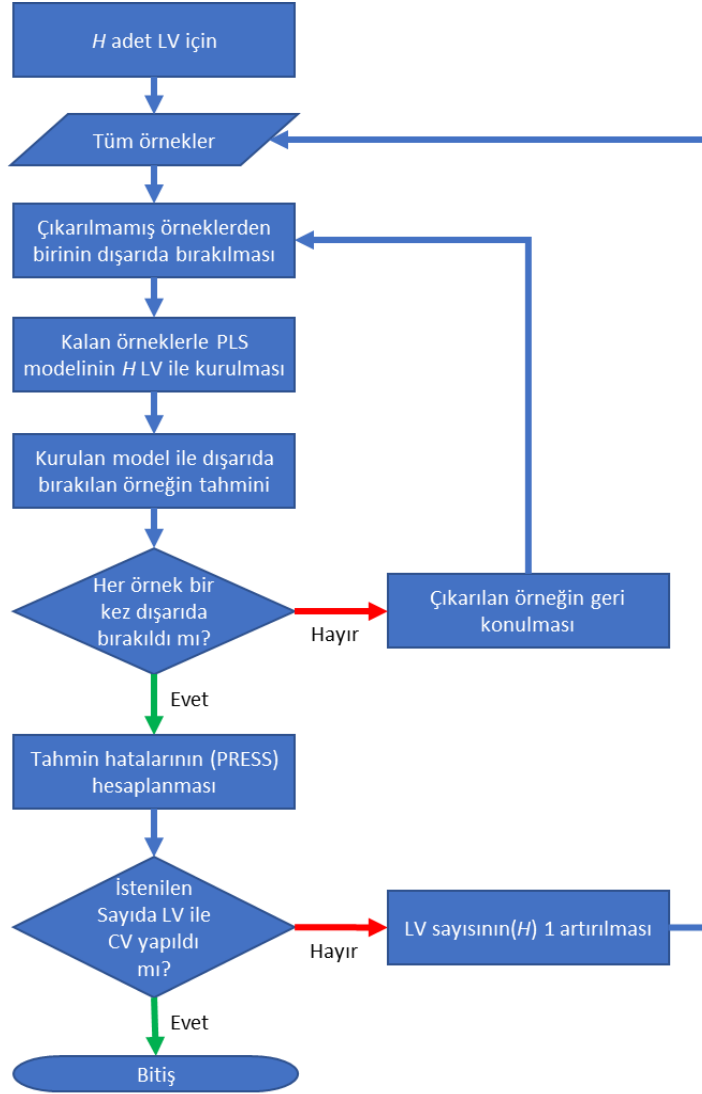 H adet LV için
Tüm örnekler
Çıkarılmamış örneklerden
birinin dışarıda bırakılması
Kalan örneklerle PLS
modelinin H LV ile kurulması
Kurulan model ile dışarıda
bırakılan örneğin tahmini
Her örnek bir
kez dışarıda
bırakıldı mı?
Hayır
Çıkarılan örneğin geri
konulması
Evet
Tahmin hatalarının (PRESS)
hesaplanması
İstenilen
Sayıda LV ile
CV yapıldı
mı?
Hayır
LV sayısının(H) 1 artırılması
Evet
Bitiş